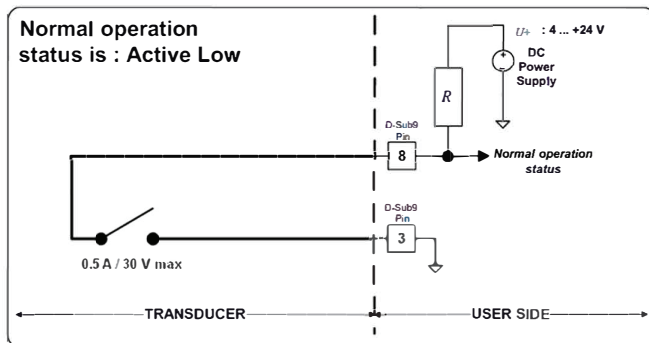 Normal operation
status is : Active Low
U+ : 4 ... +24 V
DC
Power
Supply
R
D-Sub9
Pin
8
Normal operation
status
D-Sub9
Pin
3
0.5 A / 30 V max
TRANSDUCER
USER SIDE